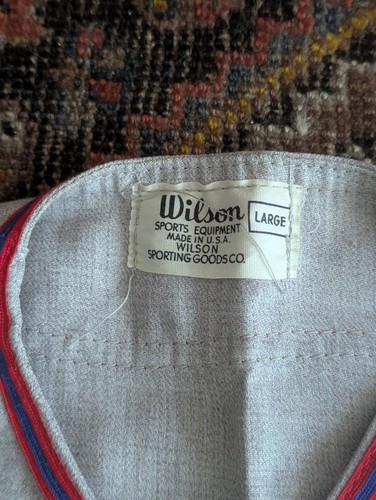 Wilson
LARGE
SPORTS EQUIPMENT
MADE IN U.S.A.
WILSON
SPORTING GOODS CO.